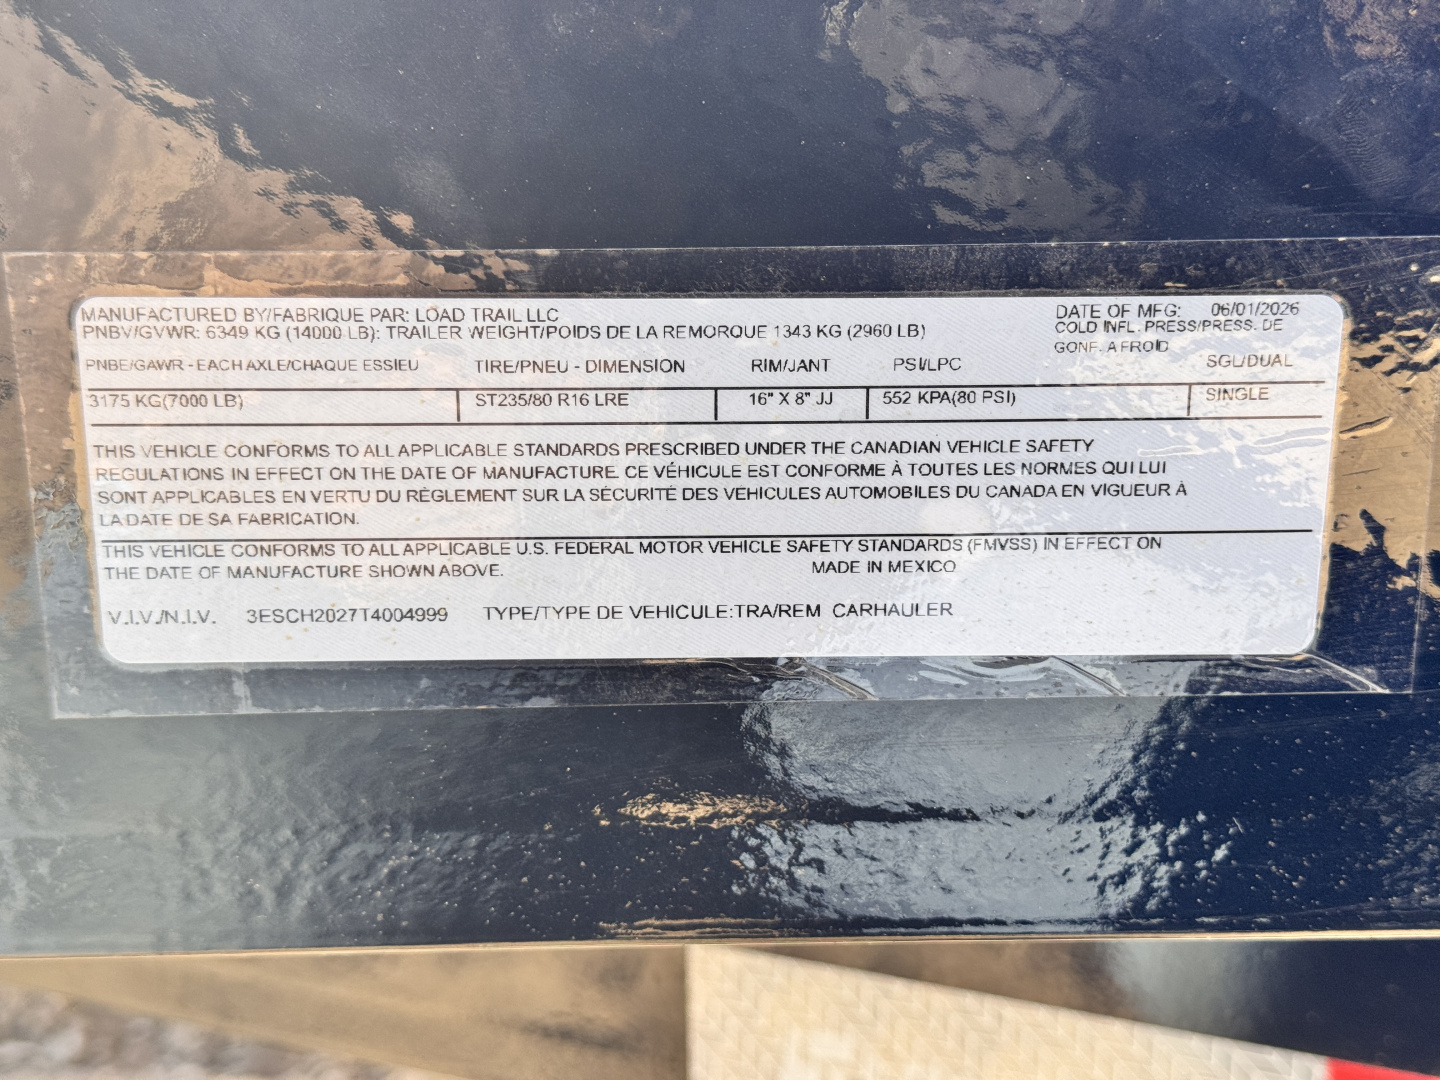 MANUFACTURED BY/FABRIQUE PAR: LOAD TRAIL LLC DATE OF MFG: 06/01/2026
PNBV/GVWR: 6349 KG (14000 LB): TRAILER WEIGHT/POIDS DE LA REMORQUE 1343 KG (2960 LB) COLD INFL. PRESS/PRESS. DE
GONF. A FROID
PNBE/GAWR - EACH AXLE/CHAQUE ESSIEU TIRE/PNEU - DIMENSION RIM/JANT PSI/LPC SGL/DUAL
3175 KG(7000 LB) ST235/80 R16 LRE 16" X 8" JJ 552 KPA(80 PSI) SINGLE
THIS VEHICLE CONFORMS TO ALL APPLICABLE STANDARDS PRESCRIBED UNDER THE CANADIAN VEHICLE SAFETY
REGULATIONS IN EFFECT ON THE DATE OF MANUFACTURE. CE VÉHICULE EST CONFORME À TOUTES LES NORMES QUI LUI
SONT APPLICABLES EN VERTU DU RÈGLEMENT SUR LA SÉCURITÉ DES VÉHICULES AUTOMOBILES DU CANADA EN VIGUEUR À
LA DATE DE SA FABRICATION.
THIS VEHICLE CONFORMS TO ALL APPLICABLE U.S. FEDERAL MOTOR VEHICLE SAFETY STANDARDS (FMVSS) IN EFFECT ON
THE DATE OF MANUFACTURE SHOWN ABOVE. MADE IN MEXICO
V.I.V./N.I.V. 3ESCH2027T4004999 TYPE/TYPE DE VEHICULE:TRA/REM CARHAULER